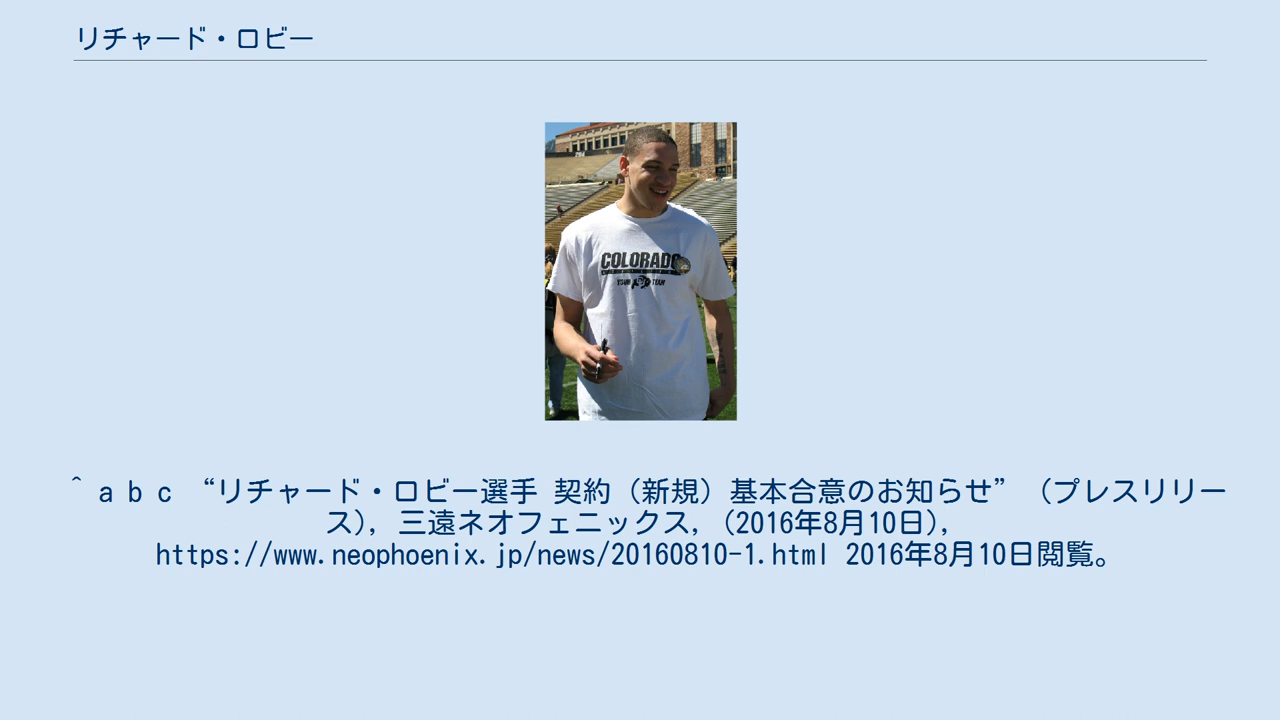 リチャード・ロビー
COLORADO
YOUR TEAM
^ a b c “リチャード・ロビー選手 契約（新規）基本合意のお知らせ” （プレスリリー
ス）, 三遠ネオフェニックス, (2016年8月10日),
https://www.neophoenix.jp/news/20160810-1.html 2016年8月10日閲覧。